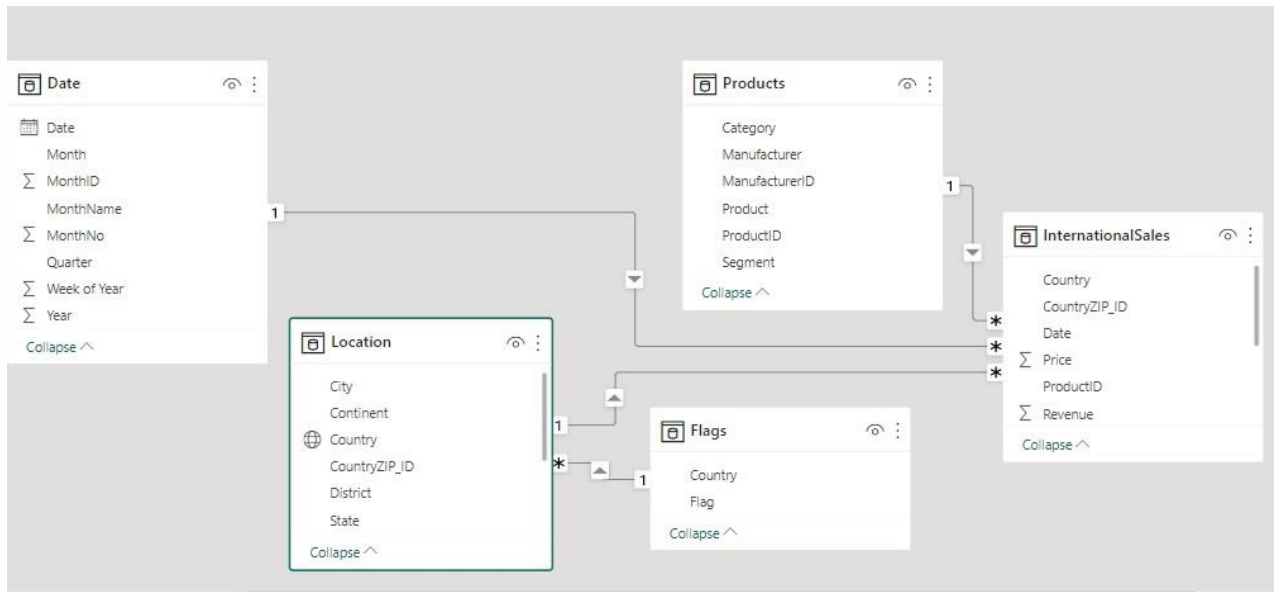 Date
Date
Month
Σ MonthID
MonthName
Σ MonthNo
Quarter
Σ Week of Year
Σ Year
Collapse
1
Products
Category
Manufacturer
ManufacturerID
Product
ProductID
Segment
Collapse
1
InternationalSales
Country
CountryZIP_ID
Date
Σ Price
ProductID
Σ Revenue
Collapse
*
*
*
Location
City
Continent
Country
CountryZIP_ID
District
State
Collapse
1
*
Flags
Country
Flag
Collapse
1